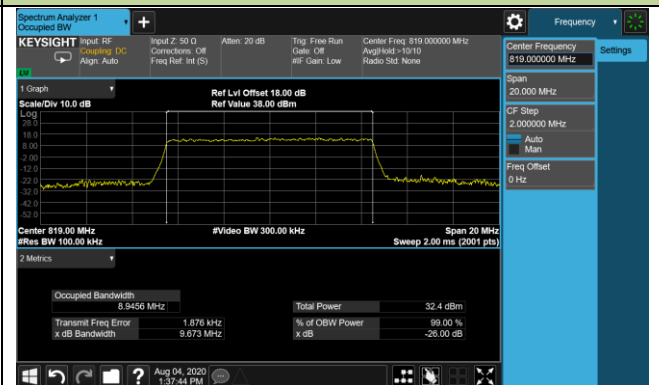 Spectrum Analyzer 1
Occupied BW
Frequency
KEYSIGHT
Input: RF
Coupling: DC
Align: Auto
Input Z: 50 Ω
Corrections: Off
Freq Ref: Int (S)
Atten: 20 dB
Trig: Free Run
Gate: Off
#IF Gain: Low
Center Freq: 819.000000 MHz
Avg|Hold:>10/10
Radio Std: None
LV
Center Frequency
819.000000 MHz
Settings
Span
20.000 MHz
CF Step
2.000000 MHz
Auto
Man
Freq Offset
0 Hz
1 Graph
Scale/Div 10.0 dB
Ref Lvl Offset 18.00 dB
Ref Value 38.00 dBm
Log
28.0
18.0
8.00
-2.00
-12.0
-22.0
-32.0
-42.0
-52.0
Center 819.00 MHz
#Res BW 100.00 kHz
#Video BW 300.00 kHz
Span 20 MHz
Sweep 2.00 ms (2001 pts)
2 Metrics
Occupied Bandwidth
8.9456 MHz
Total Power 32.4 dBm
Transmit Freq Error 1.876 kHz
% of OBW Power 99.00 %
x dB Bandwidth 9.673 MHz
x dB -26.00 dB
?
Aug 04, 2020
1:37:44 PM